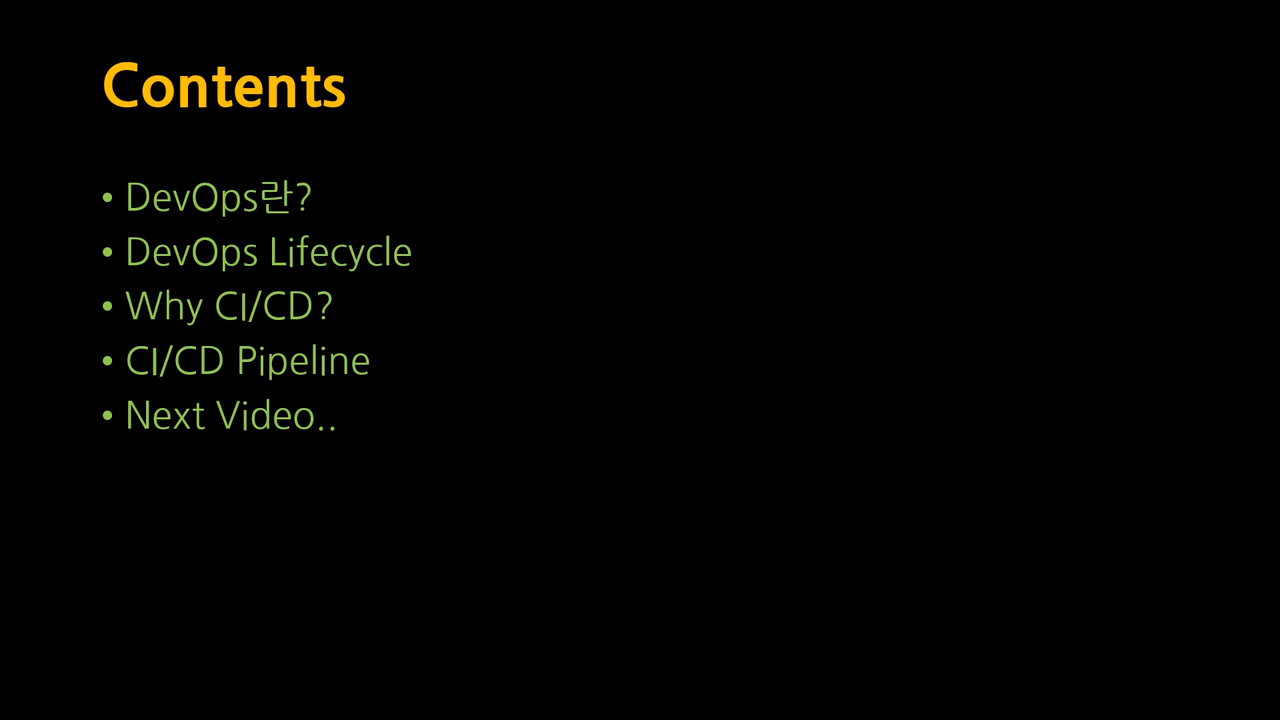 Contents
• DevOps란?
• DevOps Lifecycle
• Why CI/CD?
• CI/CD Pipeline
• Next Video..